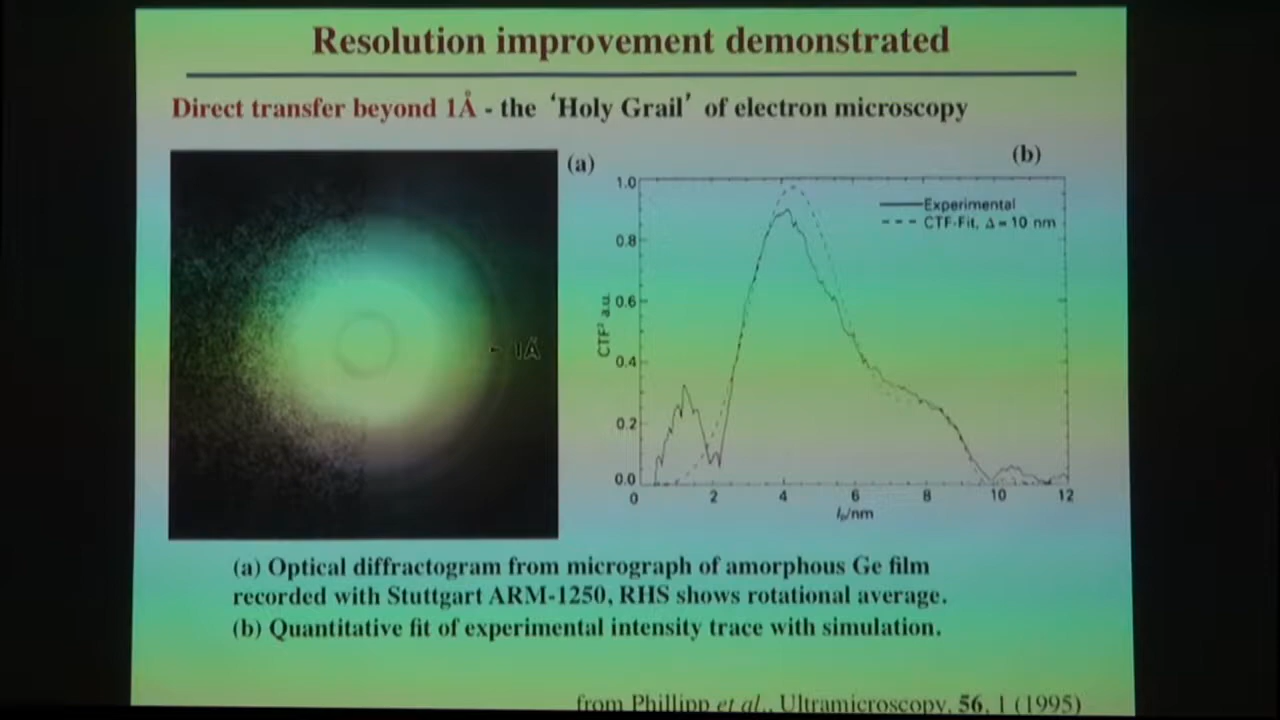 Resolution improvement demonstrated
Direct transfer beyond 1Å - the ‘Holy Grail’ of electron microscopy
(a)
1Å
(b)
1.0
0.8
0.6
0.4
0.2
0.0
CTF² a.u.
Experimental
CTF-Fit, Δ = 10 nm
0 2 4 6 8 10 12
/nm
(a) Optical diffractogram from micrograph of amorphous Ge film
recorded with Stuttgart ARM-1250, RHS shows rotational average.
(b) Quantitative fit of experimental intensity trace with simulation.
from Phillipp et al., Ultramicroscopy, 56, 1 (1995)